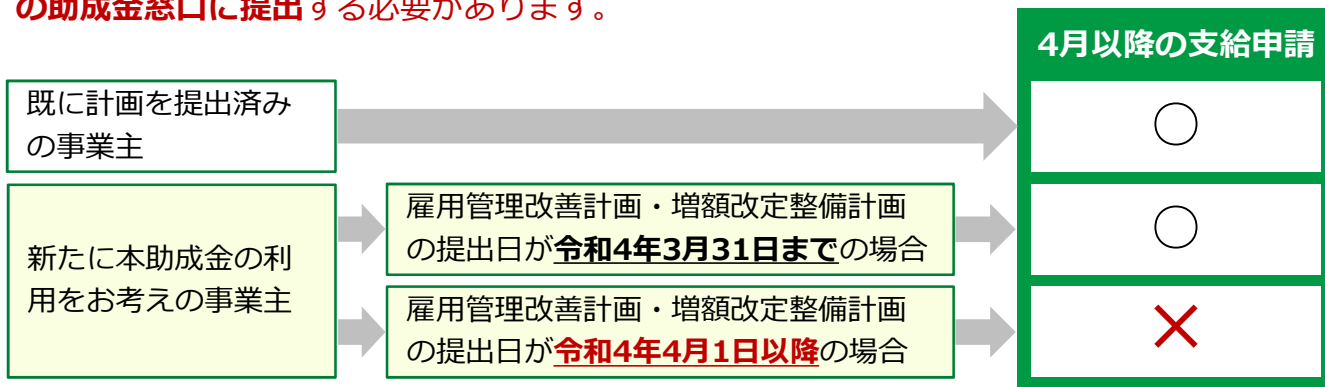 の助成金窓口に提出する必要があります。
4月以降の支給申請
既に計画を提出済み
の事業主
○
雇用管理改善計画・増額改定整備計画
の提出日が令和4年3月31日までの場合
○
新たに本助成金の利
用をお考えの事業主
雇用管理改善計画・増額改定整備計画
の提出日が令和4年4月1日以降の場合
×